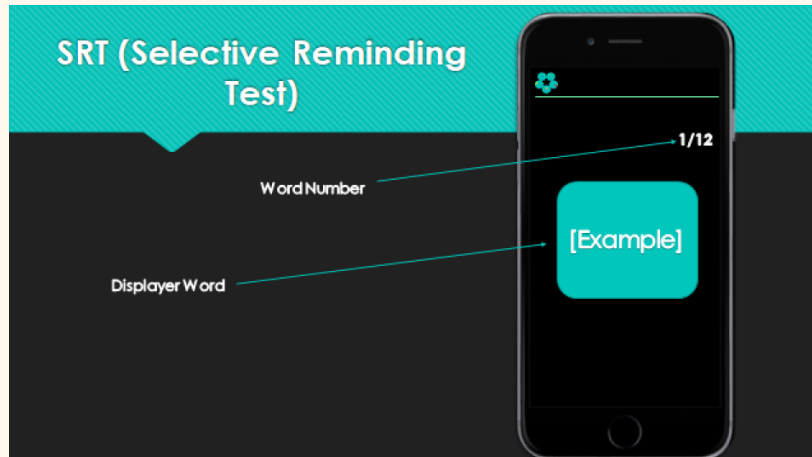 SRT (Selective Reminding
Test)
1/12
Word Number
[Example]
Displayer Word